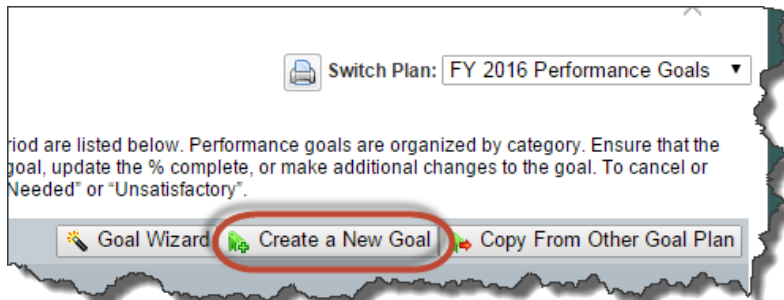 Switch Plan: FY 2016 Performance Goals
riod are listed below. Performance goals are organized by category. Ensure that the
goal, update the % complete, or make additional changes to the goal. To cancel or
Needed" or "Unsatisfactory".
Goal Wizard Create a New Goal Copy From Other Goal Plan